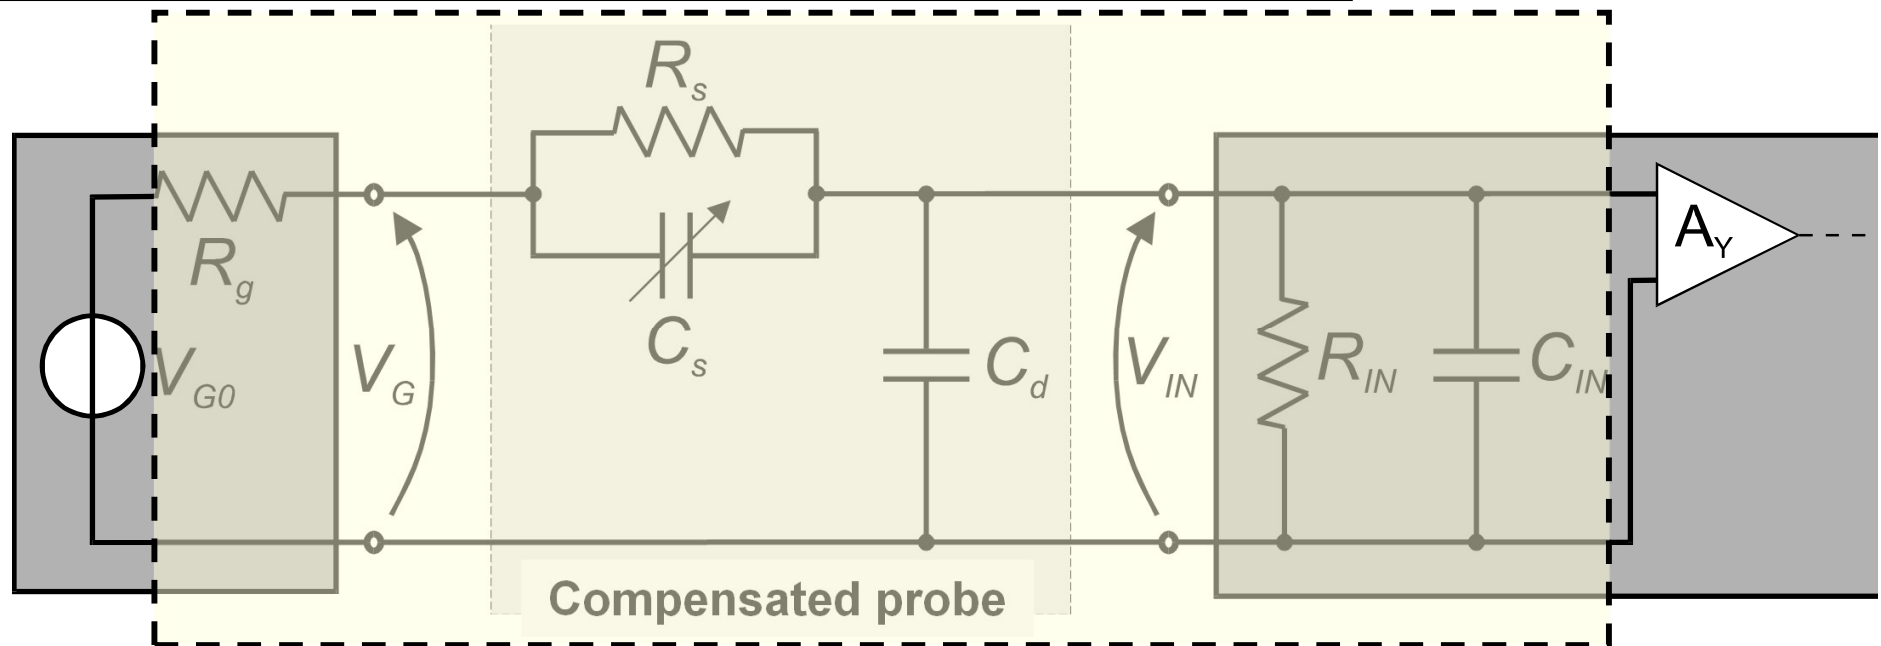 R_s
R_g
C_s
V_G0
V_G
C_d
V_IN
R_IN
C_IN
A_Y
Compensated probe